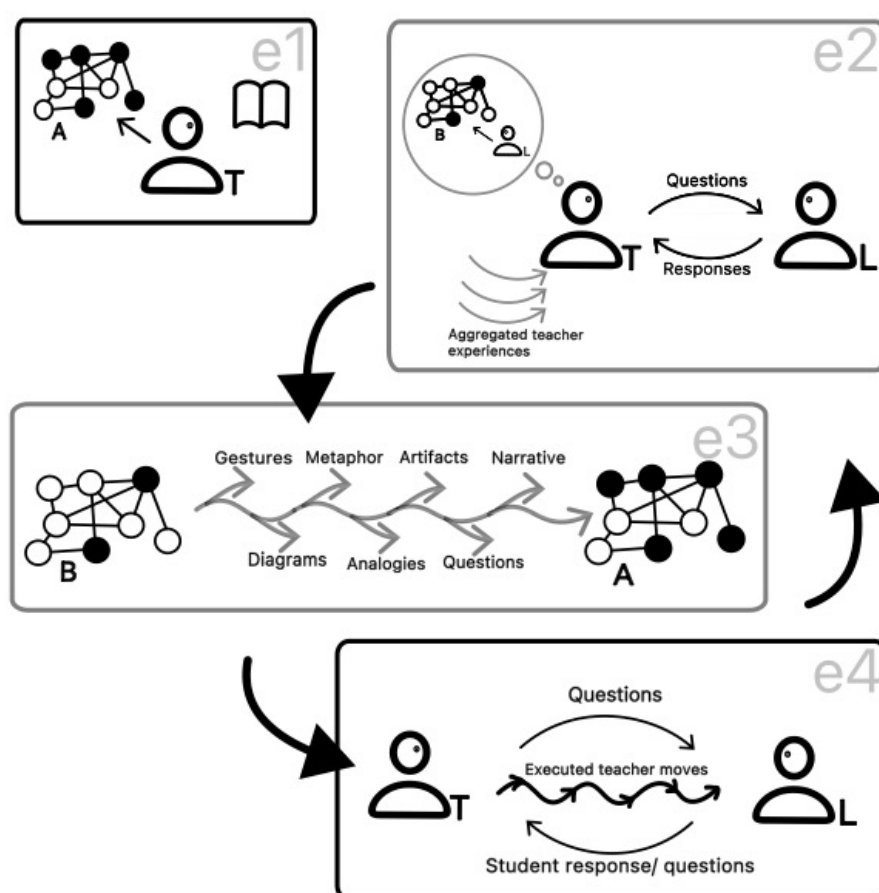 e1
A
T
e2
B
L
Questions
T
L
Responses
Aggregated teacher
experiences
e3
Gestures Metaphor Artifacts Narrative
B
A
Diagrams Analogies Questions
e4
Questions
Executed teacher moves
T
L
Student response/ questions